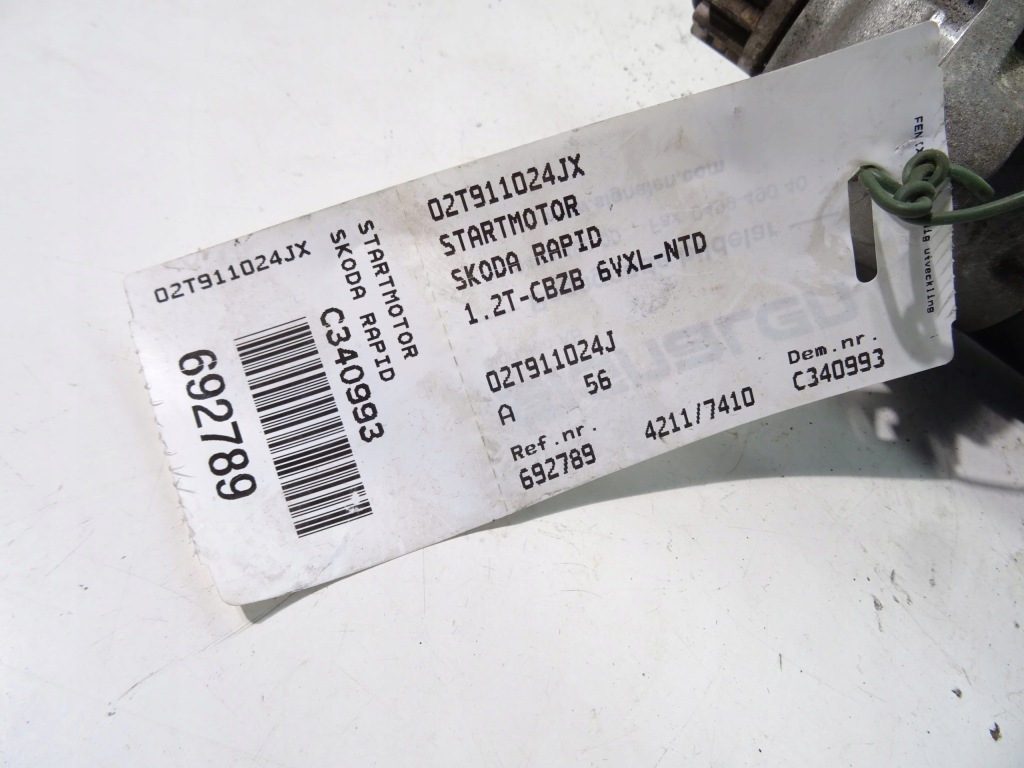 02T911024JX
STARTMOTOR
SKODA RAPID
C340993
692789
02T911024JX
STARTMOTOR
SKODA RAPID
1.2T-CBZB 6VXL-NTD
02T911024J
A 56
Ref.nr.
692789
4211/7410
Dem.nr.
C340993
utveckling